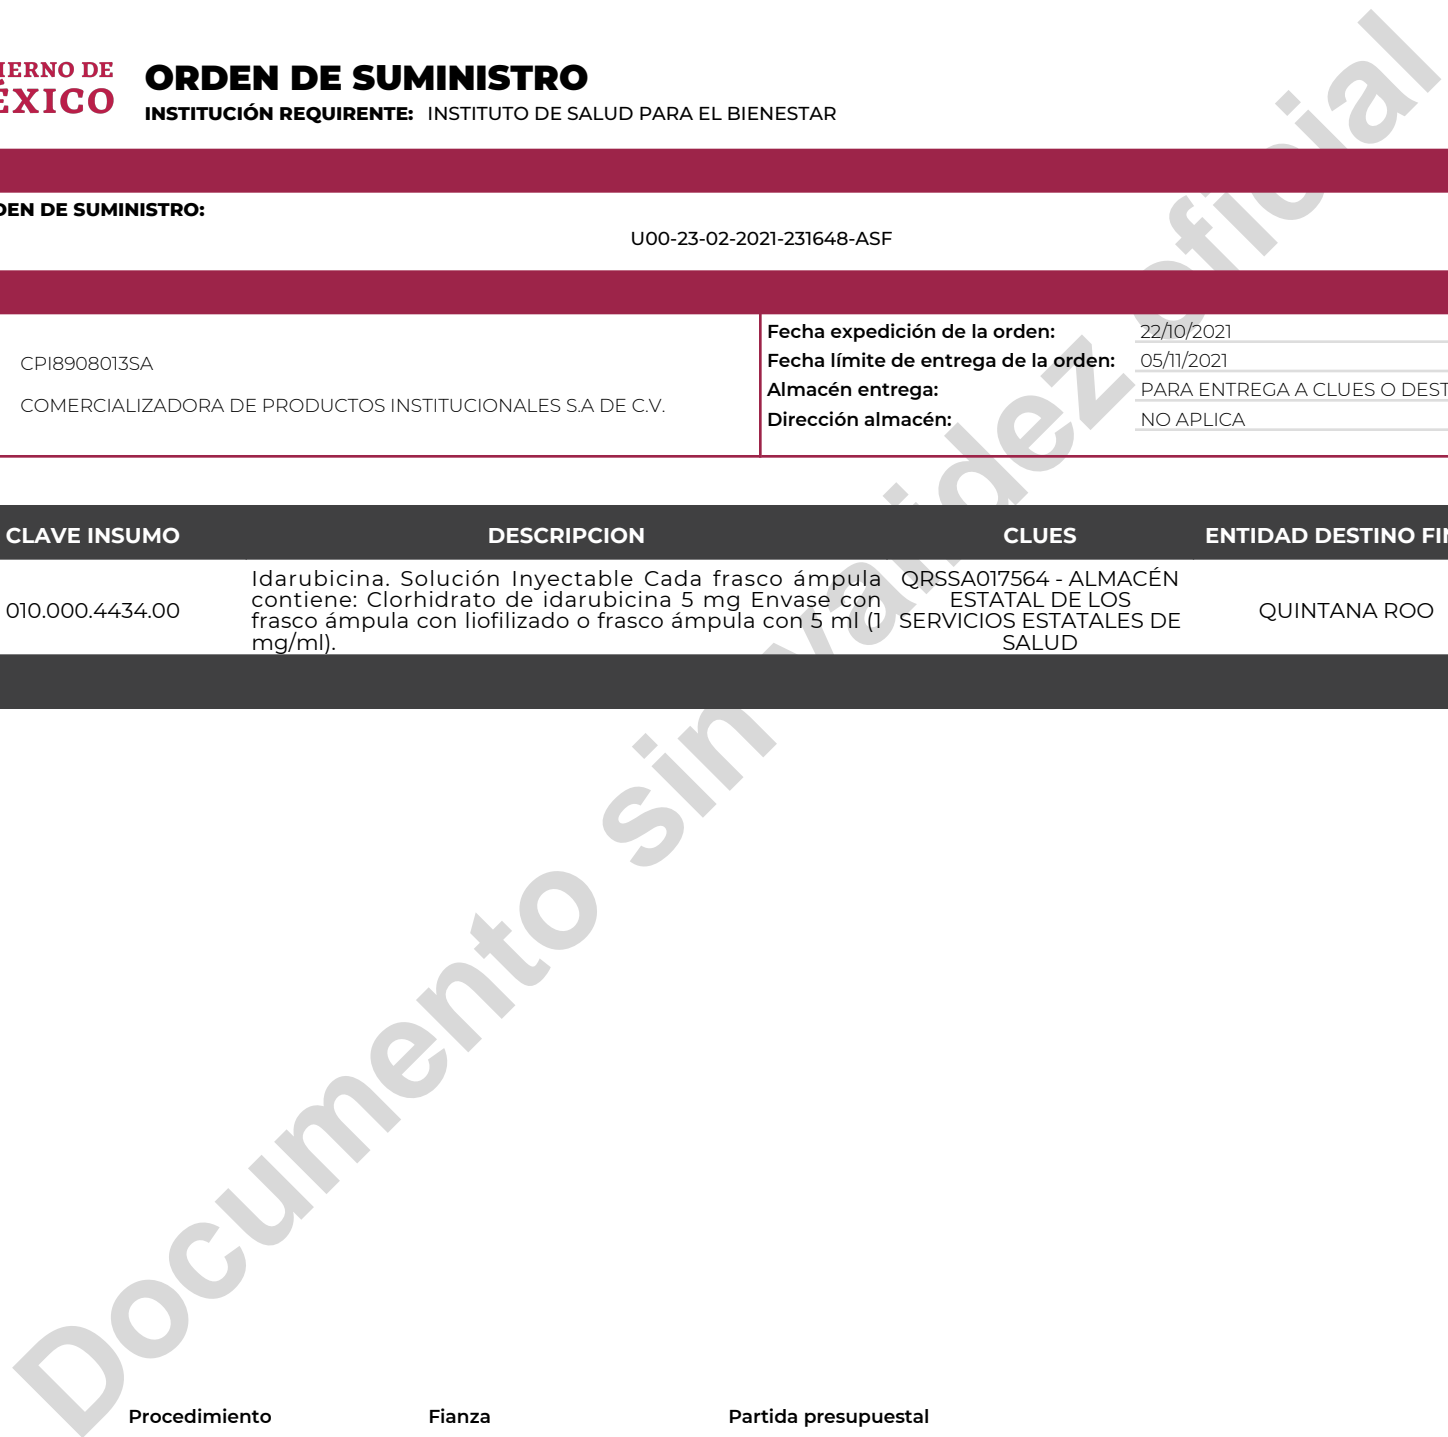 IERNO DE
ÉXICO
ORDEN DE SUMINISTRO
INSTITUCIÓN REQUIRENTE: INSTITUTO DE SALUD PARA EL BIENESTAR
DEN DE SUMINISTRO:
U00-23-02-2021-231648-ASF
CPI8908013SA
COMERCIALIZADORA DE PRODUCTOS INSTITUCIONALES S.A DE C.V.
Fecha expedición de la orden: 22/10/2021
Fecha límite de entrega de la orden: 05/11/2021
Almacén entrega: PARA ENTREGA A CLUES O DEST
Dirección almacén: NO APLICA
CLAVE INSUMO DESCRIPCION CLUES ENTIDAD DESTINO FIN
010.000.4434.00
Idarubicina. Solución Inyectable Cada frasco ámpula
contiene: Clorhidrato de idarubicina 5 mg Envase con
frasco ámpula con liofilizado o frasco ámpula con 5 ml (1
mg/ml).
QRSSA017564 - ALMACÉN
ESTATAL DE LOS
SERVICIOS ESTATALES DE
SALUD
QUINTANA ROO
Documento sin validez oficial
Procedimiento Fianza Partida presupuestal